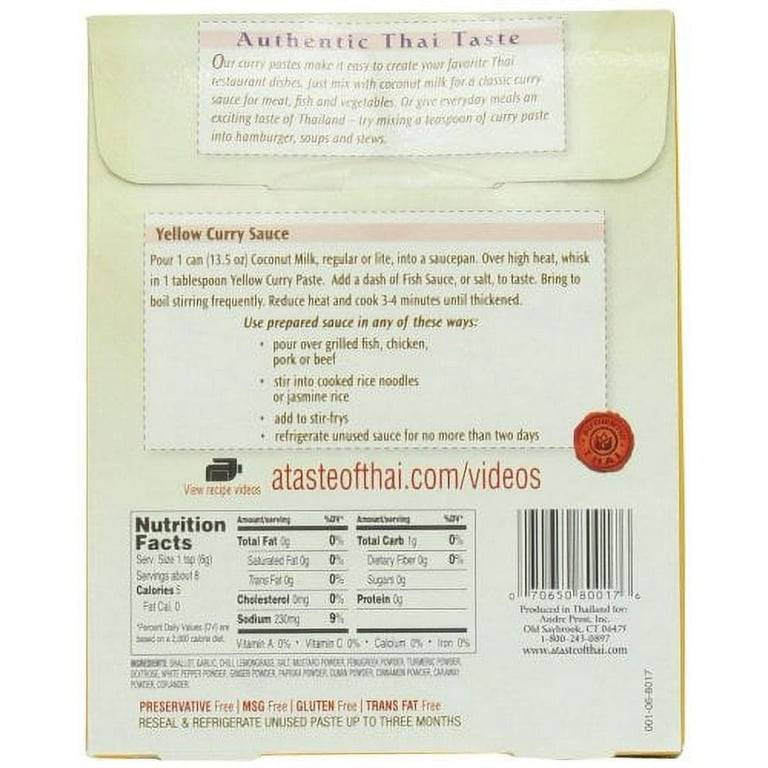 Authentic Thai Taste
Our curry pastes make it easy to create your favorite Thai
restaurant dishes. Just mix with coconut milk for a classic curry
sauce for meat, fish and vegetables. Or give everyday meals an
exciting taste of Thailand – try mixing a teaspoon of curry paste
into hamburger, soups and stews.
Yellow Curry Sauce
Pour 1 can (13.5 oz) Coconut Milk, regular or lite, into a saucepan. Over high heat, whisk
in 1 tablespoon Yellow Curry Paste. Add a dash of Fish Sauce, or salt, to taste. Bring to
boil stirring frequently. Reduce heat and cook 3-4 minutes until thickened.
Use prepared sauce in any of these ways:
• pour over grilled fish, chicken,
pork or beef
• stir into cooked rice noodles
or jasmine rice
• add to stir-frys
• refrigerate unused sauce for no more than two days
THAI
View recipe videos
atasteofthai.com/videos
Nutrition
Facts
Serv. Size 1 tsp (6g)
Servings about 8
Calories 5
Fat Cal. 0
*Percent Daily Values (DV) are
based on a 2,000 calorie diet.
Amount/serving %DV* Amount/serving %DV*
Total Fat 0g 0% Total Carb 1g 0%
Saturated Fat 0g 0% Dietary Fiber 0g 0%
Trans Fat 0g 0% Sugars 0g
Cholesterol 0mg 0% Protein 0g
Sodium 230mg 9%
Vitamin A 0% • Vitamin C 0% • Calcium 0% • Iron 0%
INGREDIENTS: SHALLOT, GARLIC, CHILI, LEMONGRASS, SALT, MUSTARD POWDER, FENUGREEK POWDER, TURMERIC POWDER,
DEXTROSE, WHITE PEPPER POWDER, GINGER POWDER, PAPRIKA POWDER, CUMIN POWDER, CINNAMON POWDER, CARAWAY
POWDER, CORIANDER.
0 70650 80017 6
Produced in Thailand for:
Andre Prost, Inc.
Old Saybrook, CT 06475
1-800-243-0897
www.atasteofthai.com
PRESERVATIVE Free | MSG Free | GLUTEN Free | TRANS FAT Free
RESEAL & REFRIGERATE UNUSED PASTE UP TO THREE MONTHS
001-06-8017